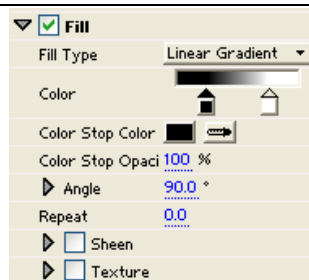 Fill
Fill Type Linear Gradient
Color
Color Stop Color
Color Stop Opaci 100 %
Angle 90.0 °
Repeat 0.0
Sheen
Texture